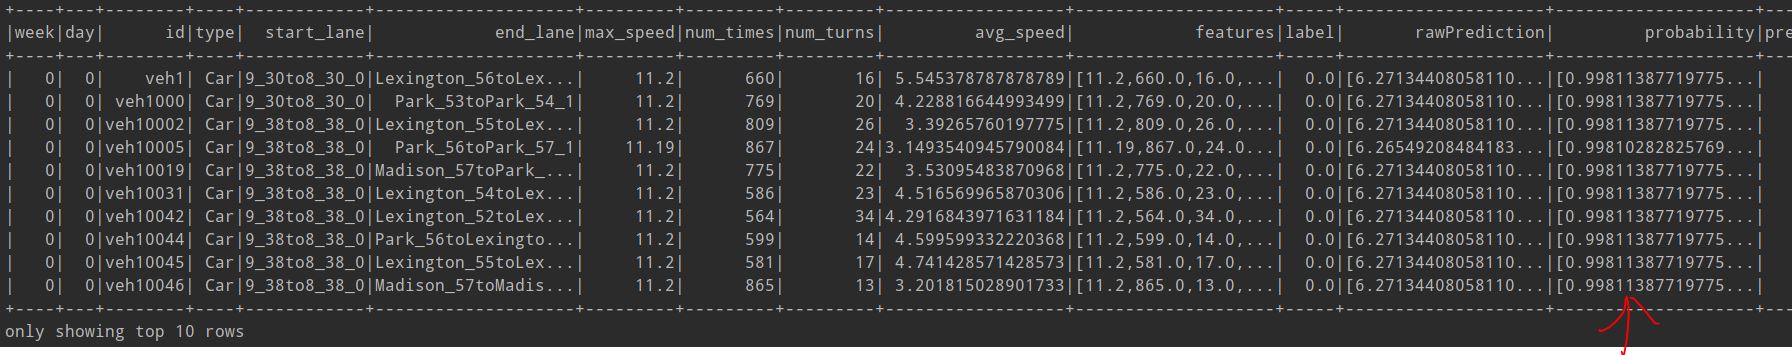 +----+---+--------+----+------------+--------------------+---------+---------+---------+------------------+--------------------+-----+--------------------+--------------------+---
|week|day|      id|type|  start_lane|            end_lane|max_speed|num_times|num_turns|         avg_speed|            features|label|       rawPrediction|         probability|pre
+----+---+--------+----+------------+--------------------+---------+---------+---------+------------------+--------------------+-----+--------------------+--------------------+---
|   0|  0|    veh1| Car|9_30to8_30_0|Lexington_56toLex...|     11.2|      660|       16| 5.545378787878789|[11.2,660.0,16.0,...|  0.0|[6.27134408058110...|[0.99811387719775...|
|   0|  0| veh1000| Car|9_30to8_30_0|  Park_53toPark_54_1|     11.2|      769|       20| 4.228816644993499|[11.2,769.0,20.0,...|  0.0|[6.27134408058110...|[0.99811387719775...|
|   0|  0|veh10002| Car|9_38to8_38_0|Lexington_55toLex...|     11.2|      809|       26|  3.39265760197775|[11.2,809.0,26.0,...|  0.0|[6.27134408058110...|[0.99811387719775...|
|   0|  0|veh10005| Car|9_38to8_38_0|  Park_56toPark_57_1|    11.19|      867|       24|3.1493540945790084|[11.19,867.0,24.0...|  0.0|[6.26549208484183...|[0.99810282825769...|
|   0|  0|veh10019| Car|9_38to8_38_0|Madison_57toPark_...|     11.2|      775|       22|  3.53095483870968|[11.2,775.0,22.0,...|  0.0|[6.27134408058110...|[0.99811387719775...|
|   0|  0|veh10031| Car|9_38to8_38_0|Lexington_54toLex...|     11.2|      586|       23| 4.516569965870306|[11.2,586.0,23.0,...|  0.0|[6.27134408058110...|[0.99811387719775...|
|   0|  0|veh10042| Car|9_38to8_38_0|Lexington_52toLex...|     11.2|      564|       34|4.2916843971631184|[11.2,564.0,34.0,...|  0.0|[6.27134408058110...|[0.99811387719775...|
|   0|  0|veh10044| Car|9_38to8_38_0|Park_56toLexingto...|     11.2|      599|       14| 4.599599332220368|[11.2,599.0,14.0,...|  0.0|[6.27134408058110...|[0.99811387719775...|
|   0|  0|veh10045| Car|9_38to8_38_0|Lexington_55toLex...|     11.2|      581|       17| 4.741428571428573|[11.2,581.0,17.0,...|  0.0|[6.27134408058110...|[0.99811387719775...|
|   0|  0|veh10046| Car|9_38to8_38_0|Madison_57toMadis...|     11.2|      865|       13| 3.201815028901733|[11.2,865.0,13.0,...|  0.0|[6.27134408058110...|[0.99811387719775...|
+----+---+--------+----+------------+--------------------+---------+---------+---------+------------------+--------------------+-----+--------------------+--------------------+---
only showing top 10 rows